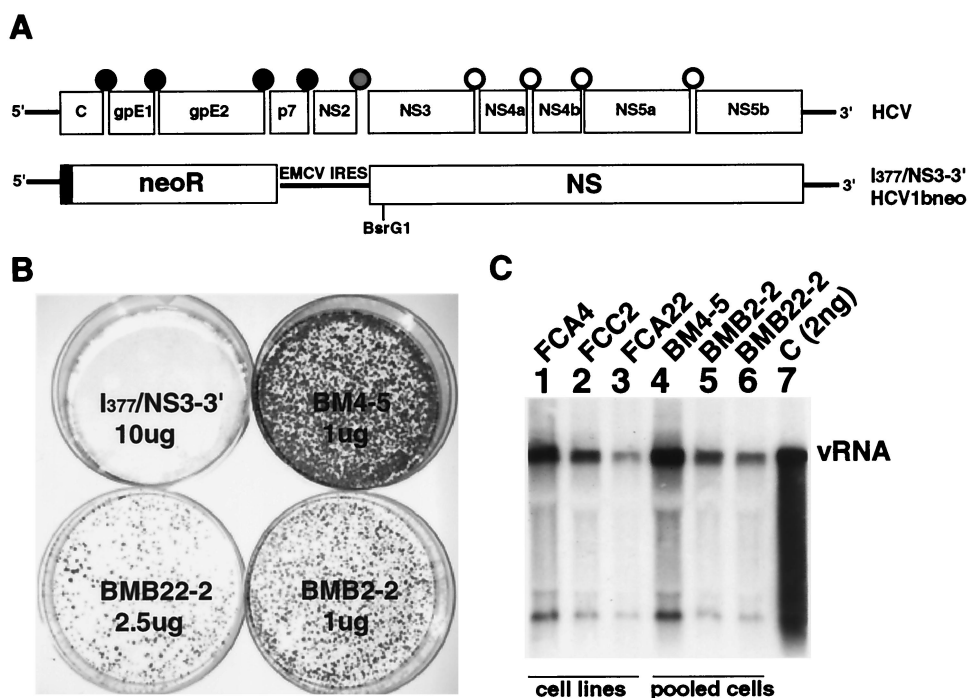 A
5' C gpE1 gpE2 p7 NS2 NS3 NS4a NS4b NS5a NS5b 3' HCV
5' neoR EMCV IRES NS 3' I377/NS3-3'
HCV1bneo
BsrG1
B
I377/NS3-3'
10ug
BM4-5
1ug
BMB22-2
2.5ug
BMB2-2
1ug
C
FCA4 FCC2 FCA22 BM4-5 BMB2-2 BMB22-2 C (2ng)
1 2 3 4 5 6 7
vRNA
cell lines pooled cells